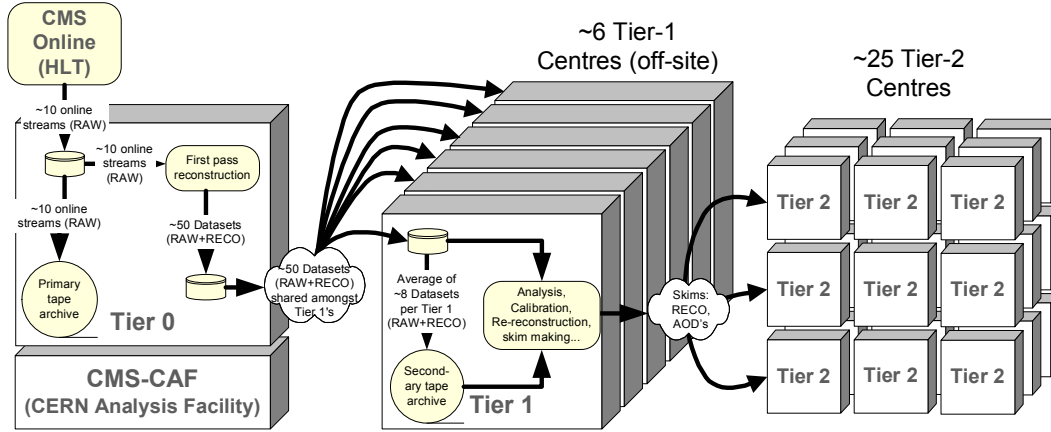 CMS
Online
(HLT)
~10 online
streams (RAW)
~10 online
streams
(RAW)
First pass
reconstruction
~10 online
streams (RAW)
~50 Datasets
(RAW+RECO)
Primary
tape
archive
Tier 0
CMS-CAF
(CERN Analysis Facility)
~50 Datasets
(RAW+RECO)
shared amongst
Tier 1's
~6 Tier-1
Centres (off-site)
Average of
~8 Datasets
per Tier 1
(RAW+RECO)
Analysis,
Calibration,
Re-reconstruction,
skim making...
Second-
ary tape
archive
Tier 1
Skims:
RECO,
AOD's
~25 Tier-2
Centres
Tier 2
Tier 2
Tier 2
Tier 2
Tier 2
Tier 2
Tier 2
Tier 2
Tier 2